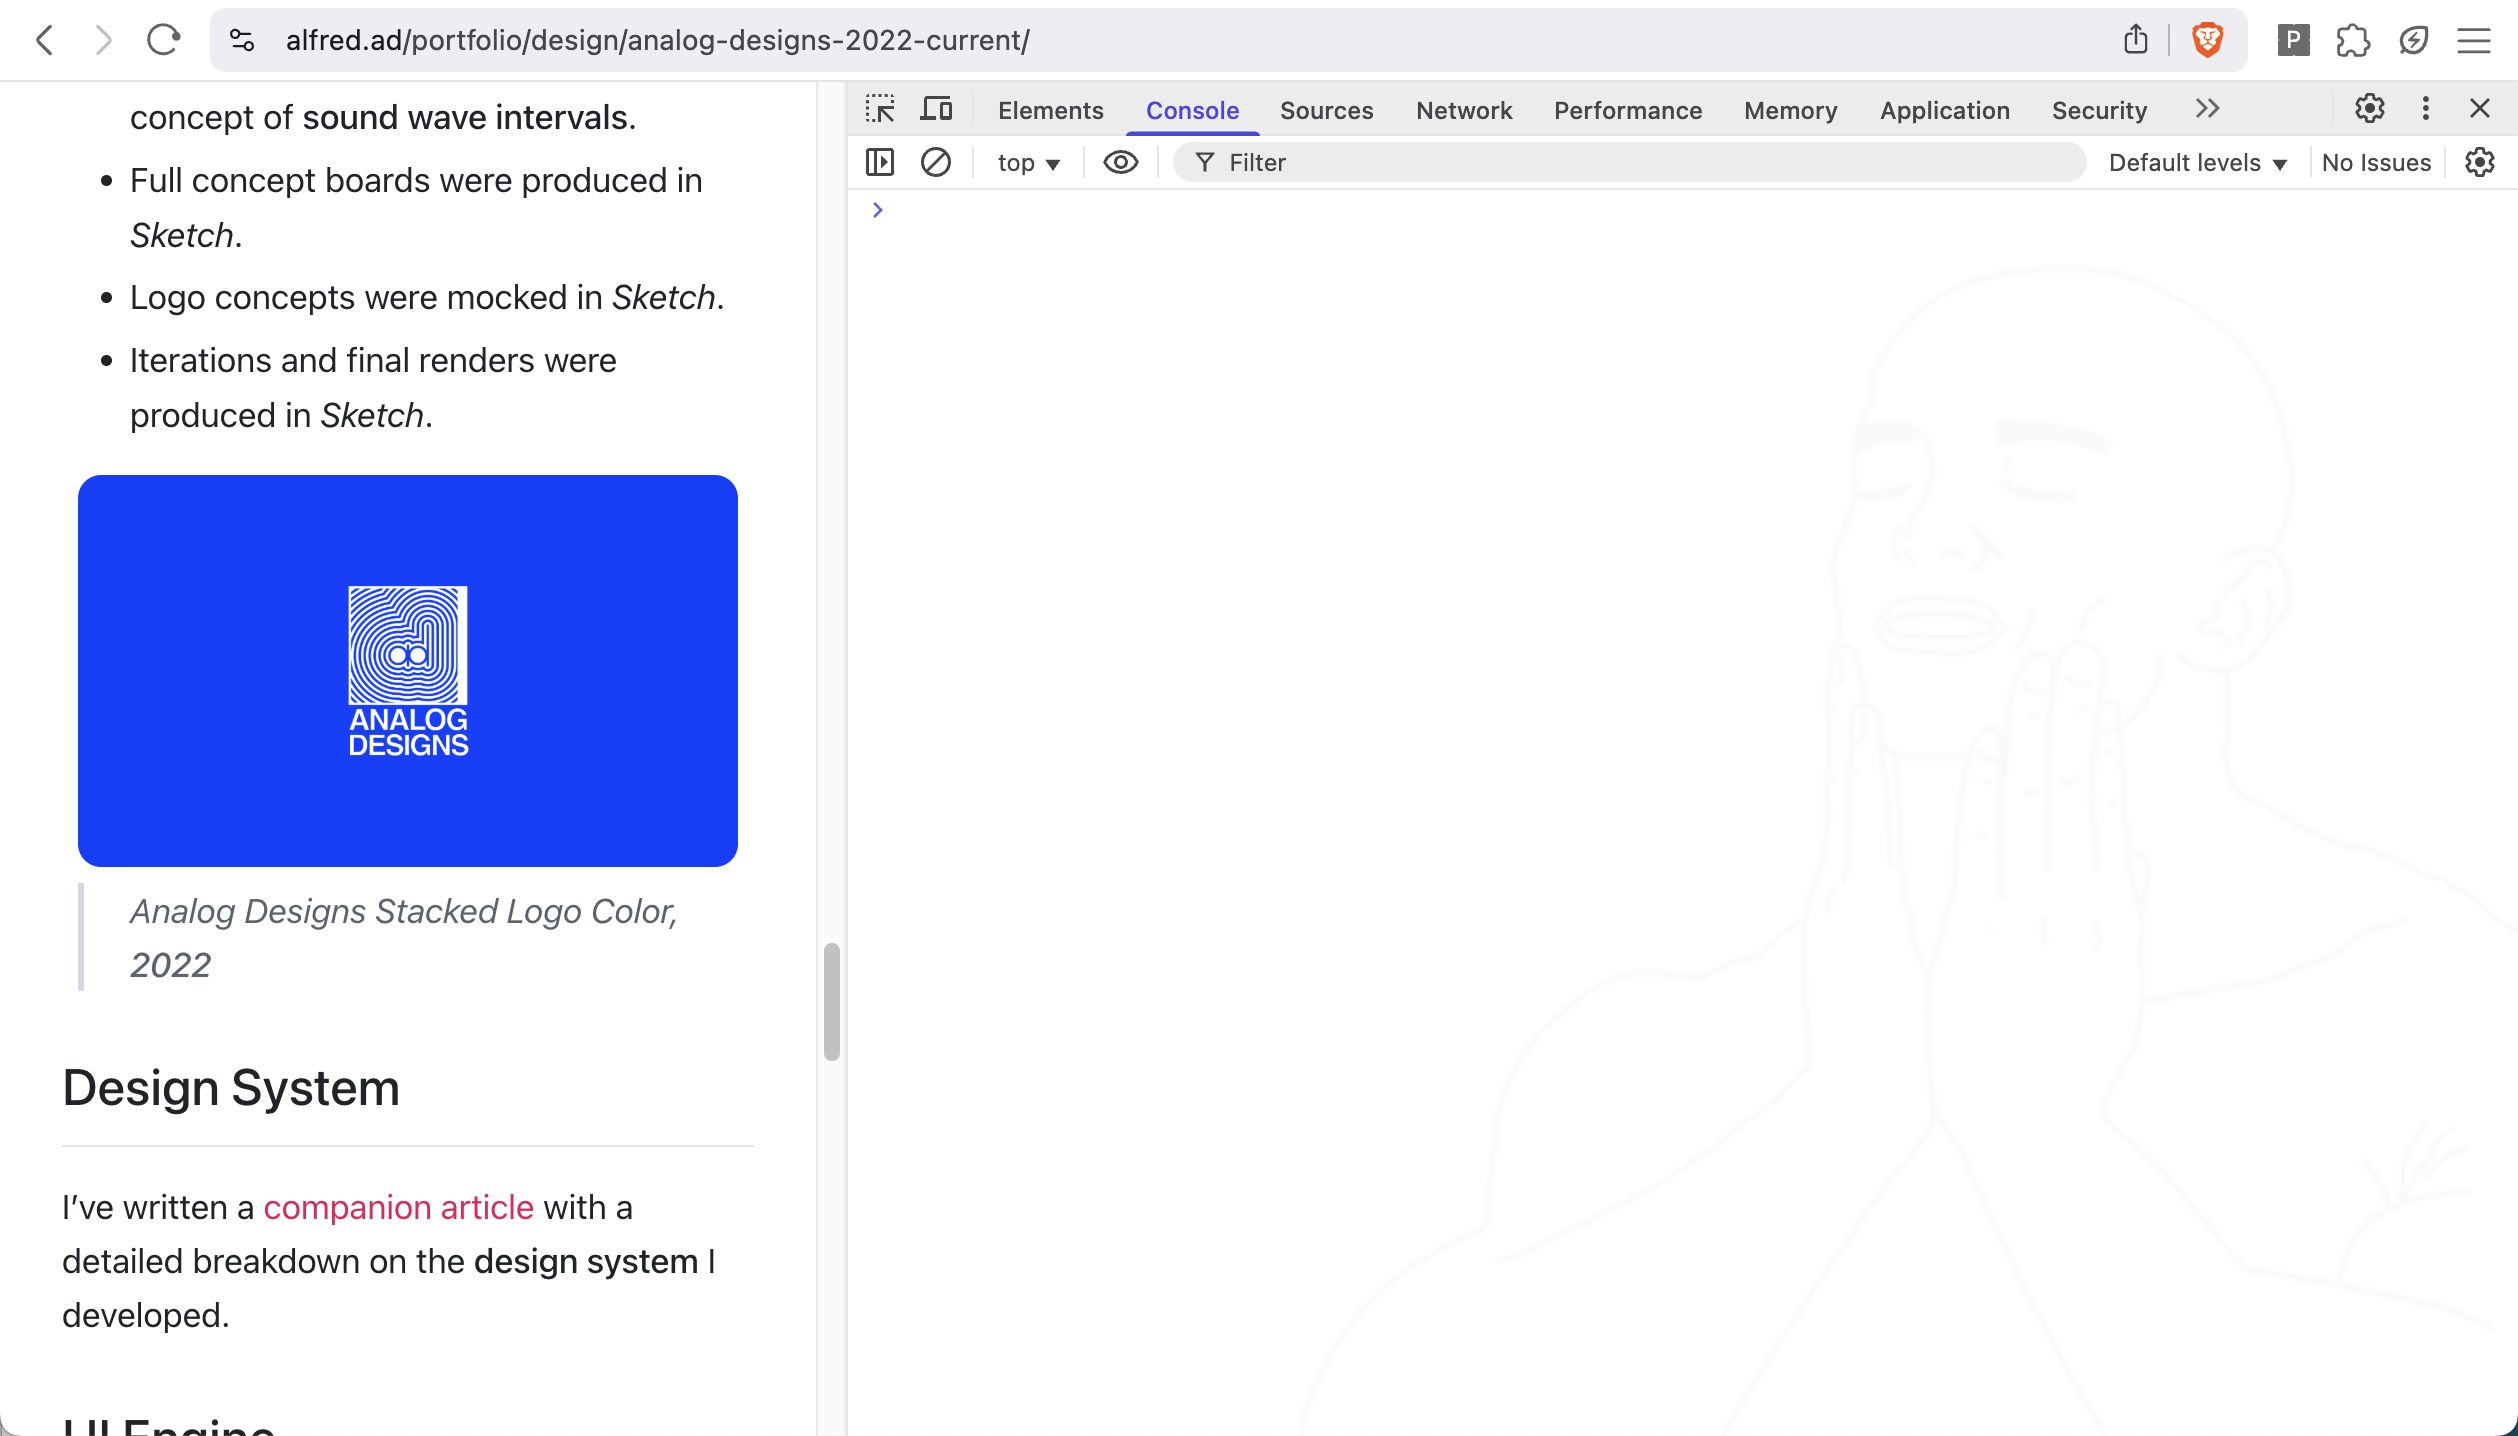 alfred.ad/portfolio/design/analog-designs-2022-current/
P
concept of sound wave intervals.
Full concept boards were produced in
Sketch.
Logo concepts were mocked in Sketch.
Iterations and final renders were
produced in Sketch.
ad
ANALOG
DESIGNS
Analog Designs Stacked Logo Color,
2022
Design System
I’ve written a companion article with a
detailed breakdown on the design system I
developed.
UI Engine
Elements Console Sources Network Performance Memory Application Security
top Filter Default levels No Issues